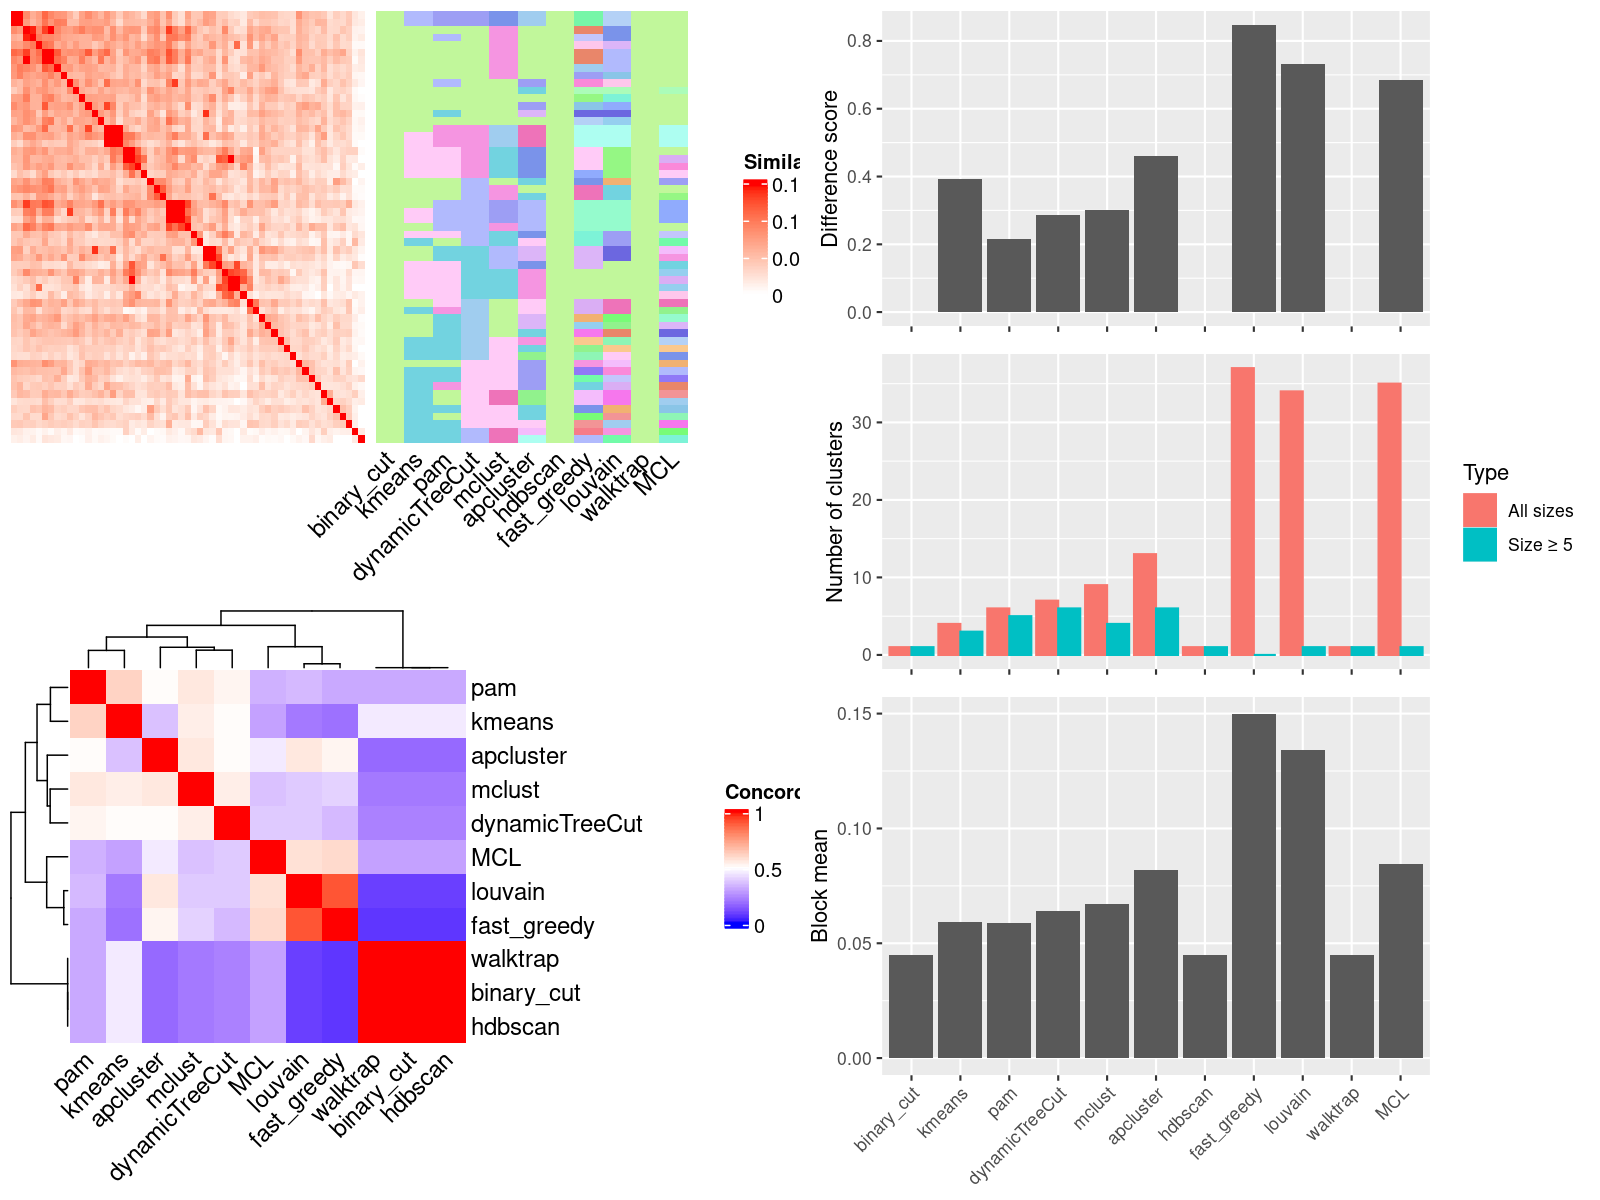 Simila
0.1
0.1
0.0
0
binary_cut
kmeans
pam
dynamicTreeCut
mclust
apcluster
hdbscan
fast_greedy
louvain
walktrap
MCL
pam
kmeans
apcluster
mclust
dynamicTreeCut
MCL
louvain
fast_greedy
walktrap
binary_cut
hdbscan
Concord
1
0.5
0
pam
kmeans
apcluster
mclust
dynamicTreeCut
MCL
louvain
fast_greedy
walktrap
binary_cut
hdbscan
Difference score
0.8
0.6
0.4
0.2
0.0
Number of clusters
30
20
10
0
Type
All sizes
Size ≥ 5
Block mean
0.15
0.10
0.05
0.00
binary_cut
kmeans
pam
dynamicTreeCut
mclust
apcluster
hdbscan
fast_greedy
louvain
walktrap
MCL